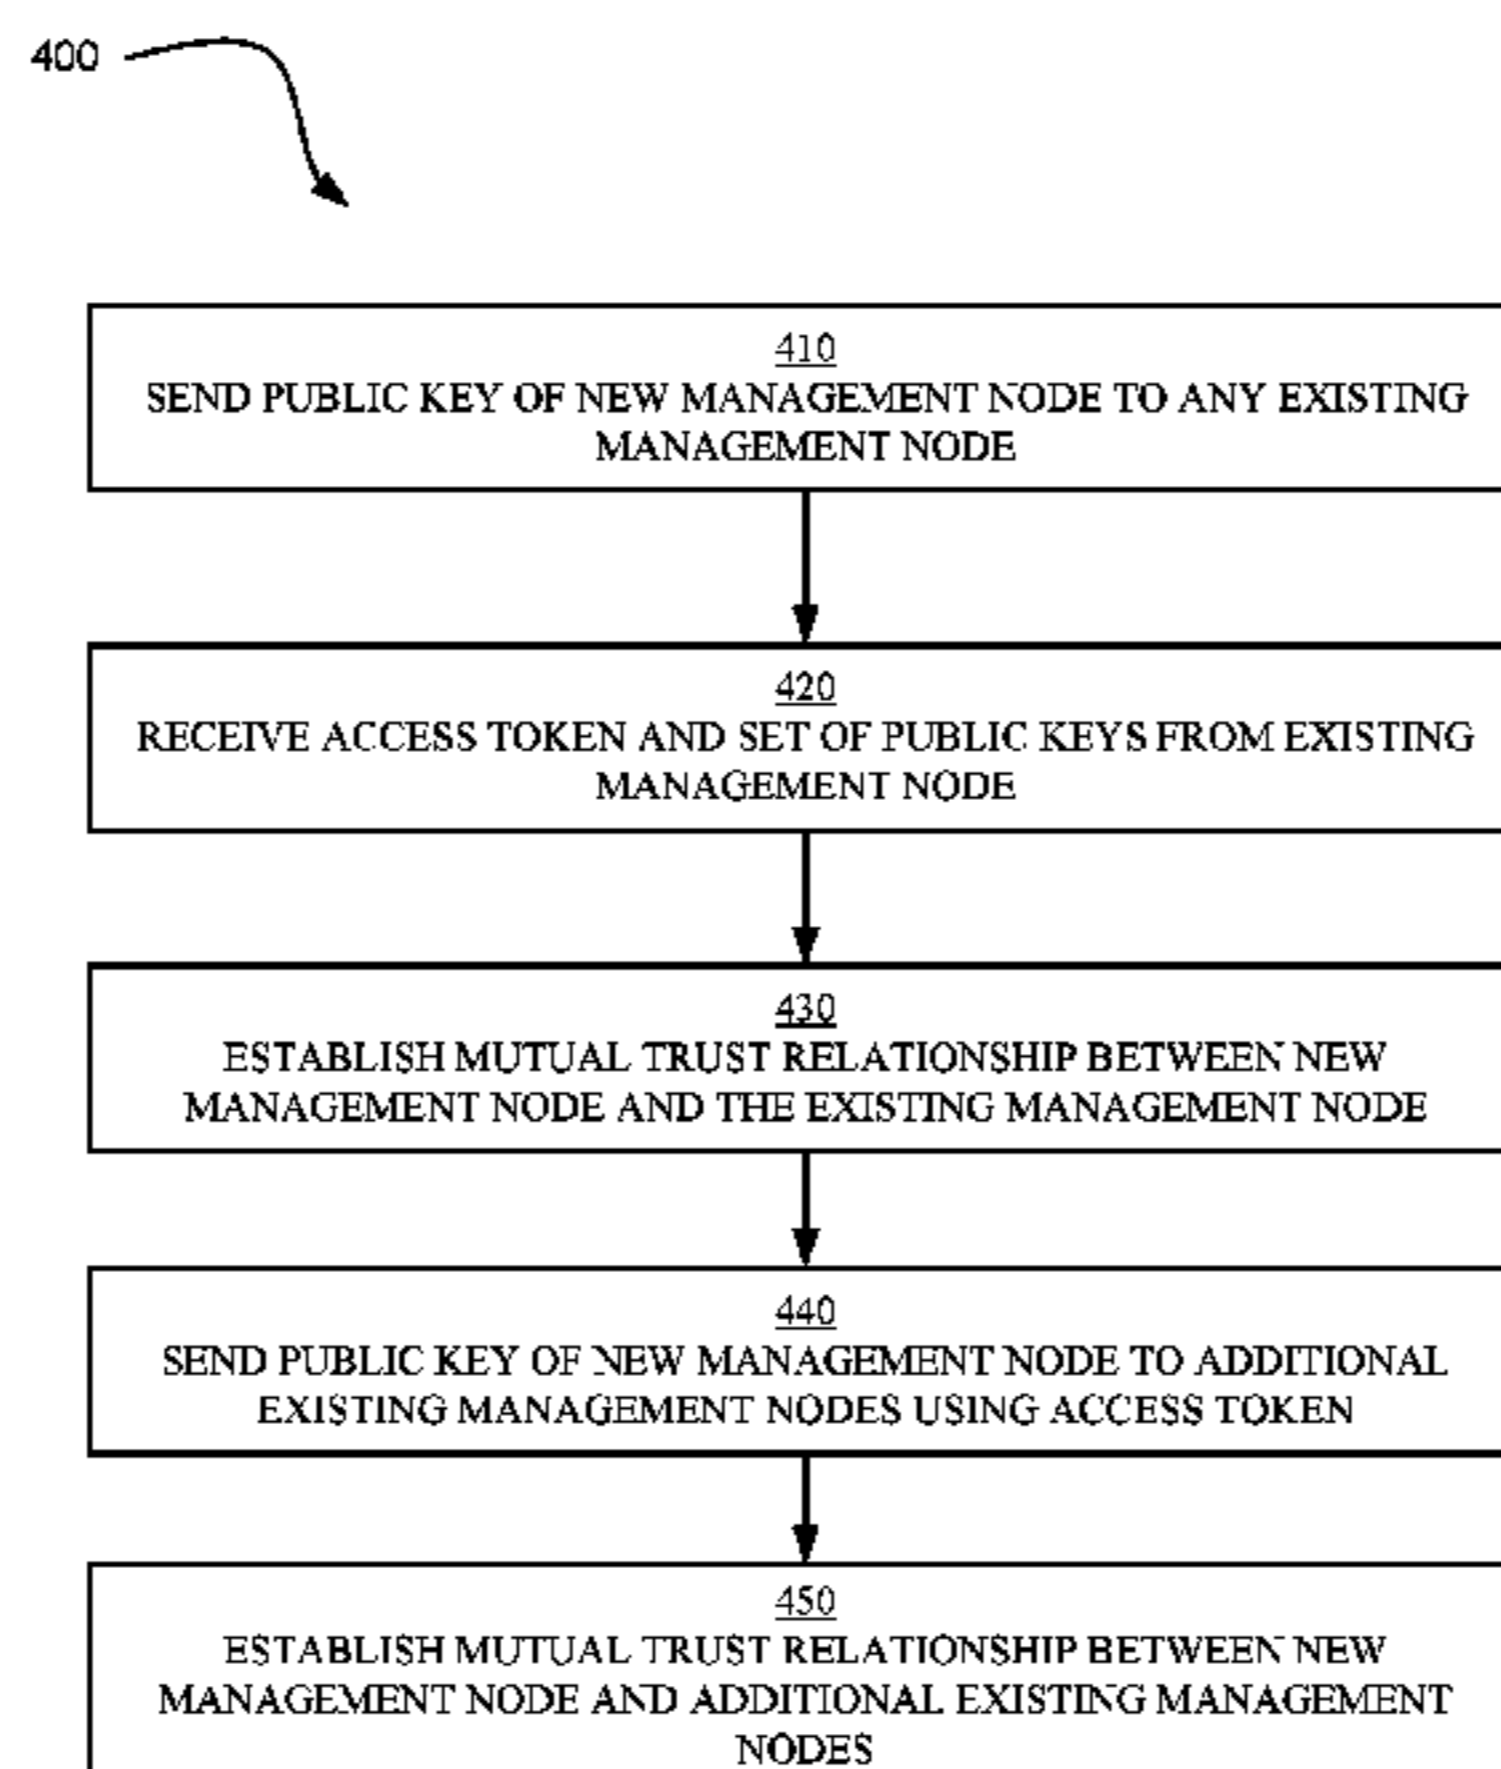 400
410
SEND PUBLIC KEY OF NEW MANAGEMENT NODE TO ANY EXISTING
MANAGEMENT NODE
420
RECEIVE ACCESS TOKEN AND SET OF PUBLIC KEYS FROM EXISTING
MANAGEMENT NODE
430
ESTABLISH MUTUAL TRUST RELATIONSHIP BETWEEN NEW
MANAGEMENT NODE AND THE EXISTING MANAGEMENT NODE
440
SEND PUBLIC KEY OF NEW MANAGEMENT NODE TO ADDITIONAL
EXISTING MANAGEMENT NODES USING ACCESS TOKEN
450
ESTABLISH MUTUAL TRUST RELATIONSHIP BETWEEN NEW
MANAGEMENT NODE AND ADDITIONAL EXISTING MANAGEMENT
NODES